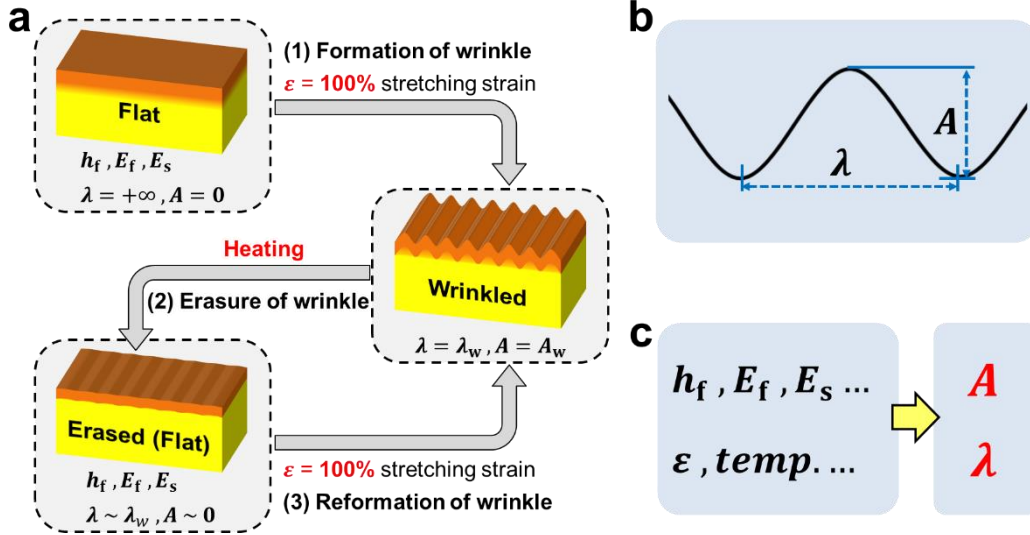 a
(1) Formation of wrinkle
ε = 100% stretching strain
Flat
h_f , E_f , E_s
λ = +∞ , A = 0
Heating
(2) Erasure of wrinkle
Wrinkled
λ = λ_w , A = A_w
Erased (Flat)
h_f , E_f , E_s
λ ~ λ_w , A ~ 0
ε = 100% stretching strain
(3) Reformation of wrinkle
b
A
λ
c
h_f , E_f , E_s ...
A
ε , temp. ...
λ